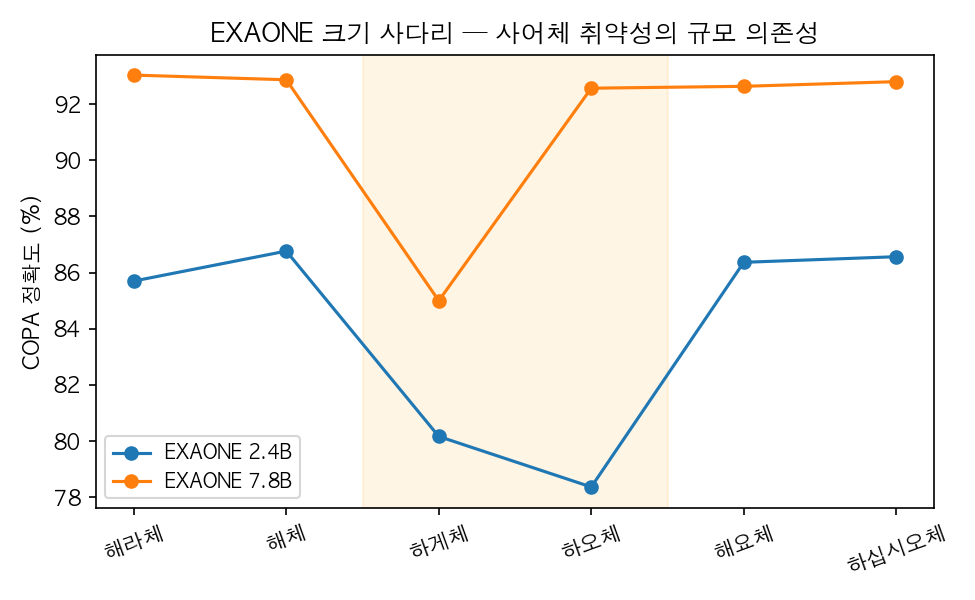 EXAONE 크기 사다리 — 사어체 취약성의 규모 의존성
COPA 정확도 (%)
92
90
88
86
84
82
80
78
EXAONE 2.4B
EXAONE 7.8B
해라체
해체
하게체
하오체
해요체
하십시오체